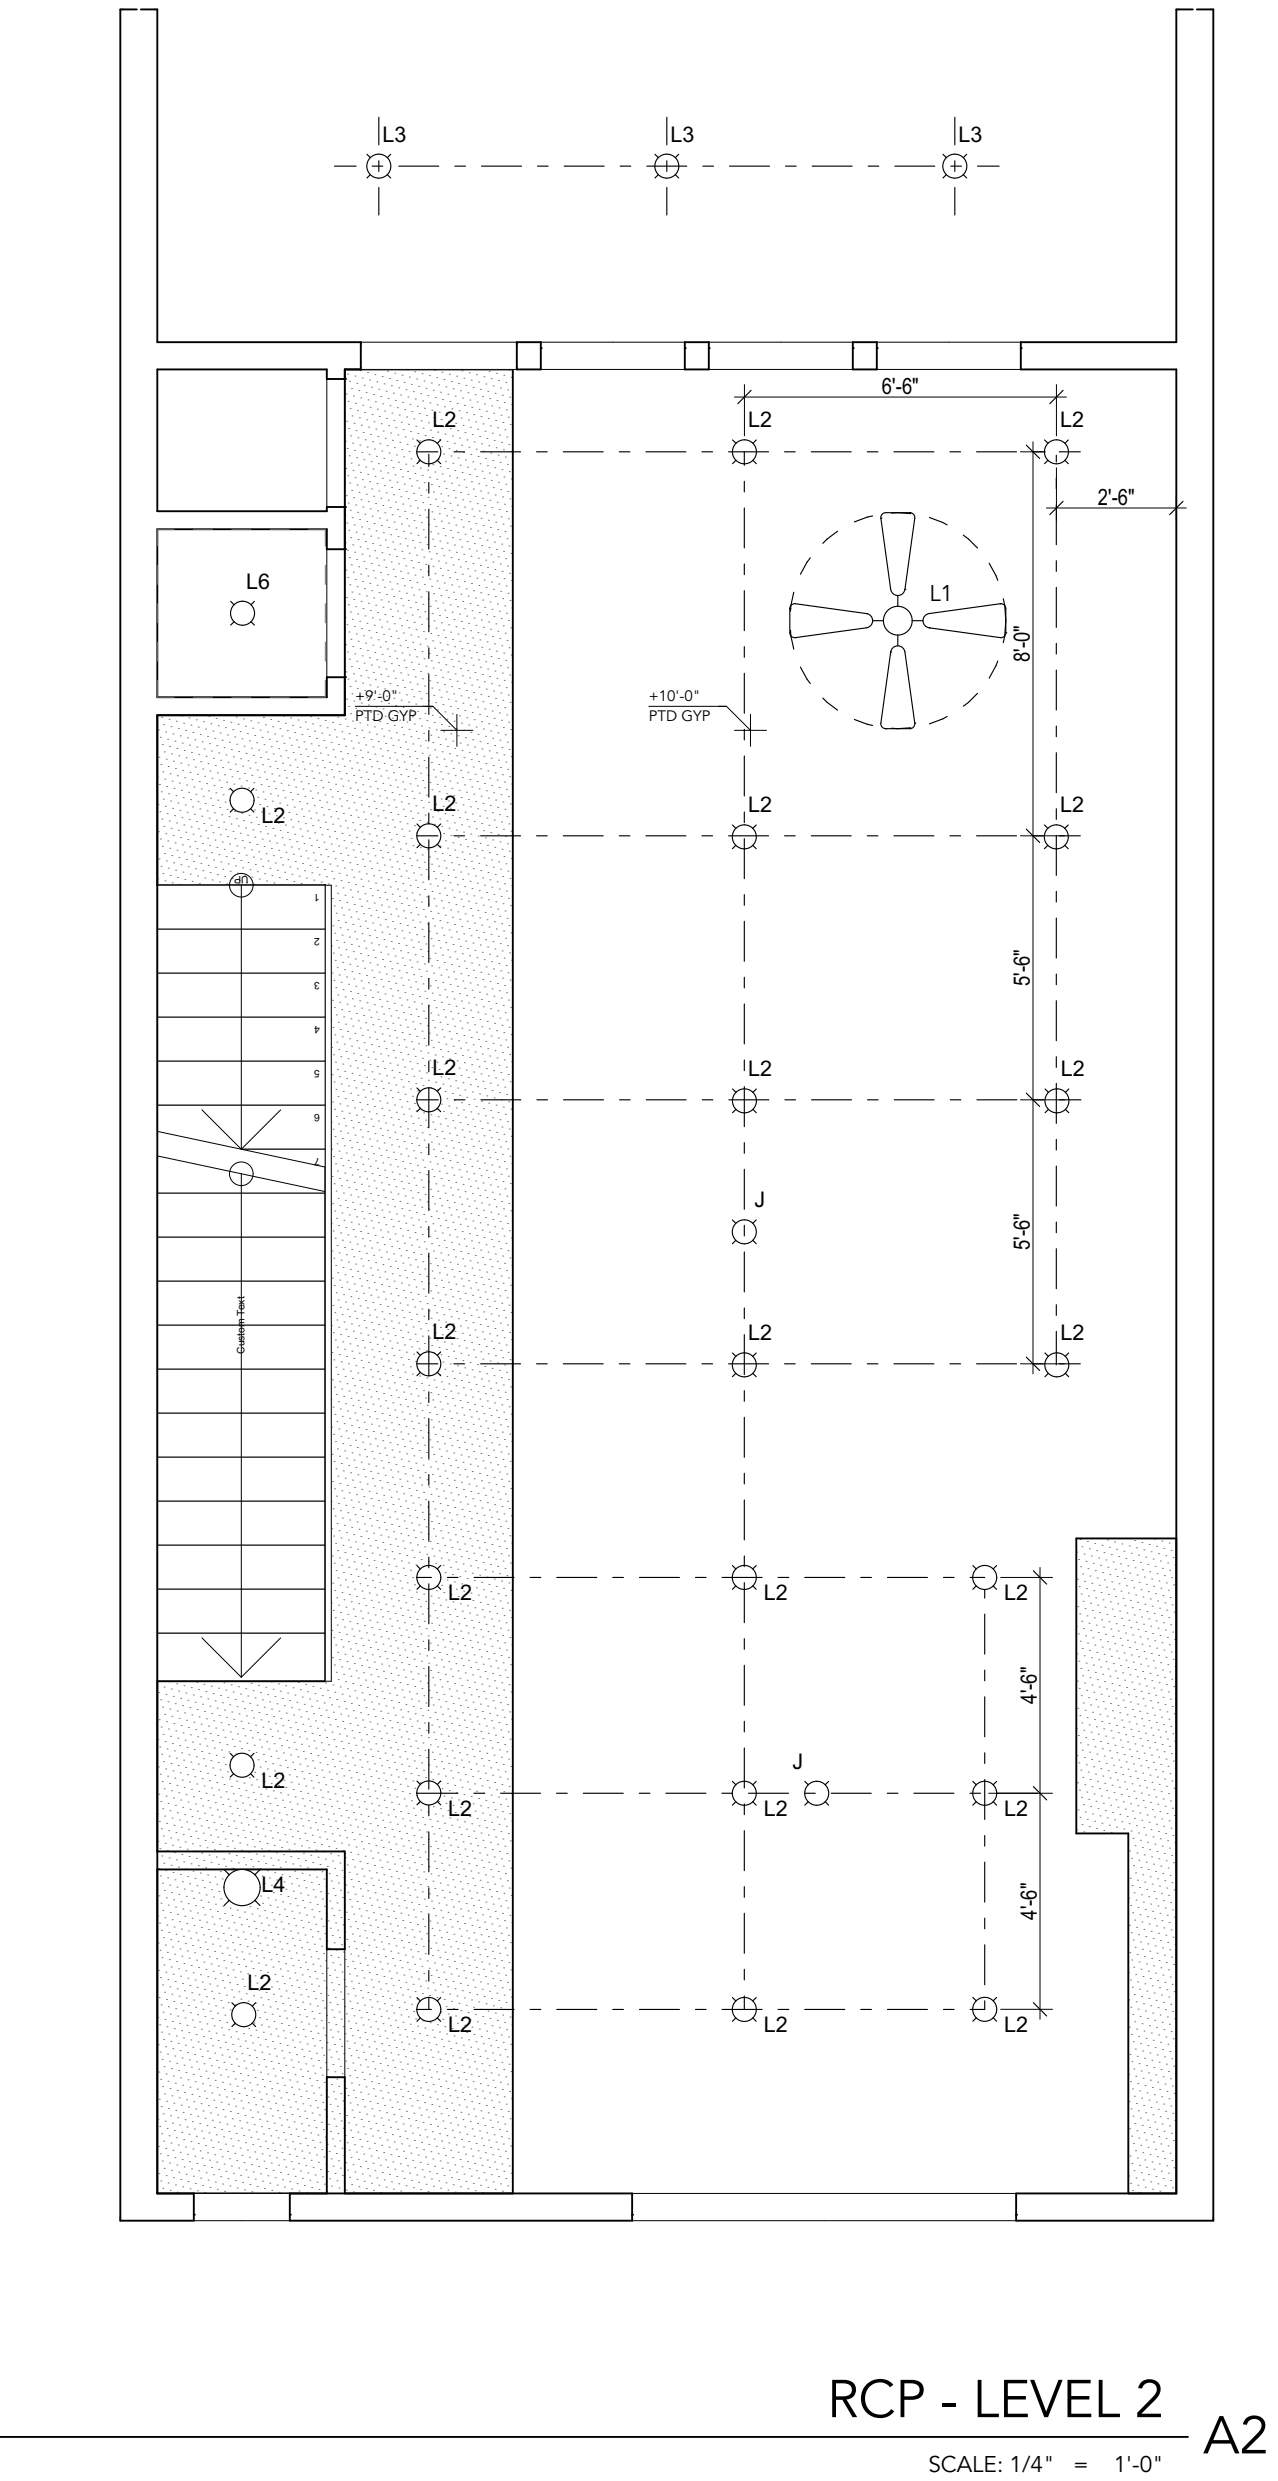 L3 L3 L3
6'-6"
L2 L2 L2
2'-6"
L6
L1
8'-0"
+9'-0"
PTD GYP
+10'-0"
PTD GYP
L2 L2 L2
L2
UP
1
2
5'-6"
3
4
L2 L2 L2
5
6
7
J
5'-6"
Custom Text
L2 L2 L2
L2 L2 L2
4'-6"
J
L2
L2 L2 L2
L4
4'-6"
L2
L2 L2 L2
RCP - LEVEL 2
A2
SCALE: 1/4" = 1'-0"